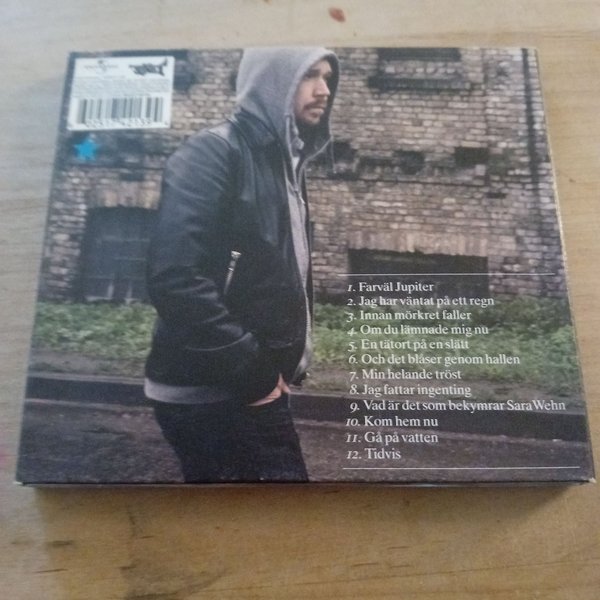 1. Farväl Jupiter
2. Jag har väntat på ett regn
3. Innan mörkret faller
4. Om du lämnade mig nu
5. En tätort på en slätt
6. Och det blåser genom hallen
7. Min helande tröst
8. Jag fattar ingenting
9. Vad är det som bekymrar Sara Wehn
10. Kom hem nu
11. Gå på vatten
12. Tidvis